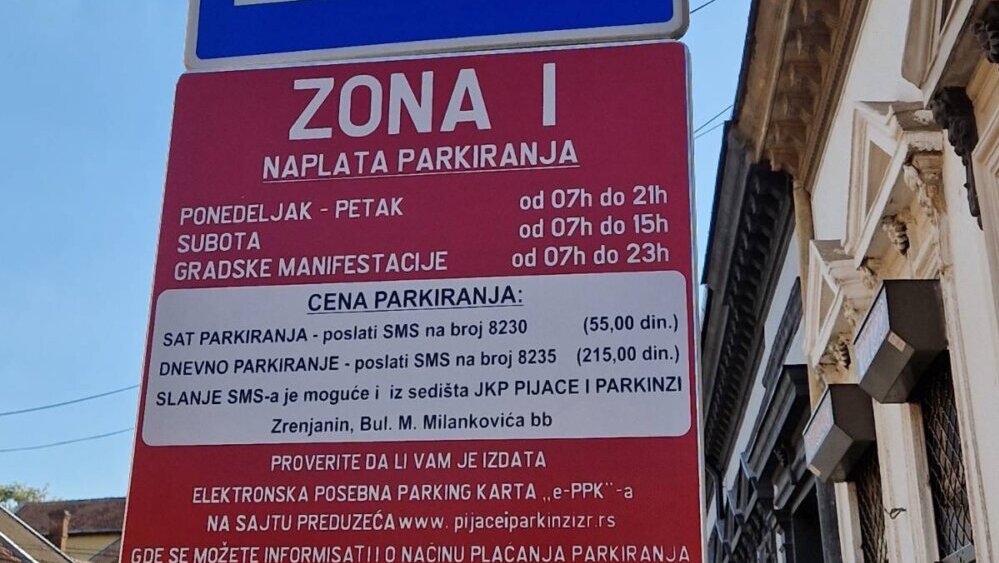 ZONA I
NAPLATA PARKIRANJA
PONEDELJAK - PETAK od 07h do 21h
SUBOTA od 07h do 15h
GRADSKE MANIFESTACIJE od 07h do 23h
CENA PARKIRANJA:
SAT PARKIRANJA - poslati SMS na broj 8230 (55,00 din.)
DNEVNO PARKIRANJE - poslati SMS na broj 8235 (215,00 din.)
SLANJE SMS-a je moguće i iz sedišta JKP PIJACE I PARKINZI
Zrenjanin, Bul. M. Milankovića bb
PROVERITE DA LI VAM JE IZDATA
ELEKTRONSKA POSEBNA PARKING KARTA „e-PPK"-a
NA SAJTU PREDUZEĆA www. pijaceiparkinzizr.rs
GDE SE MOŽETE INFORMISATI I O NAČINU PLAĆANJA PARKIRANJA